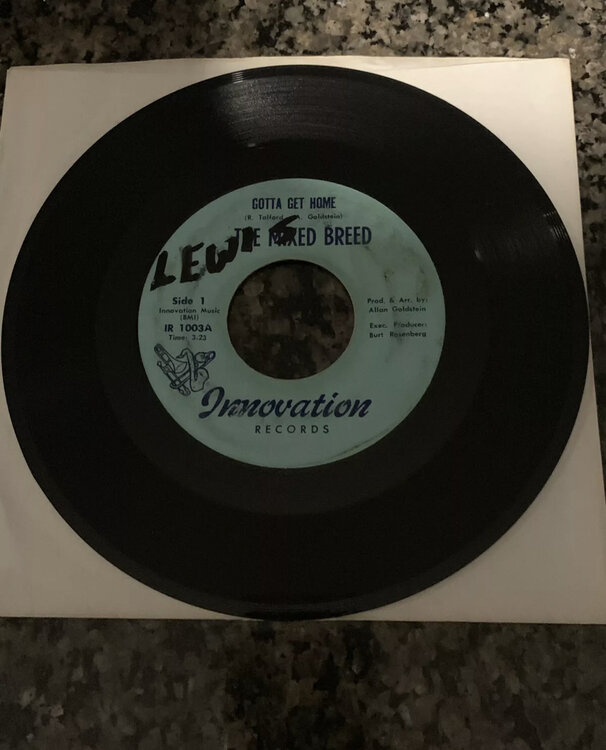 GOTTA GET HOME
(R. Talford A. Goldstein)
THE MIXED BREED
LEWIS
Side 1
Innovation Music
(BMI)
IR 1003A
Time: 3:23
Prod. & Arr. by:
Allan Goldstein
Exec. Producer:
Burt Rosenberg
Innovation
RECORDS